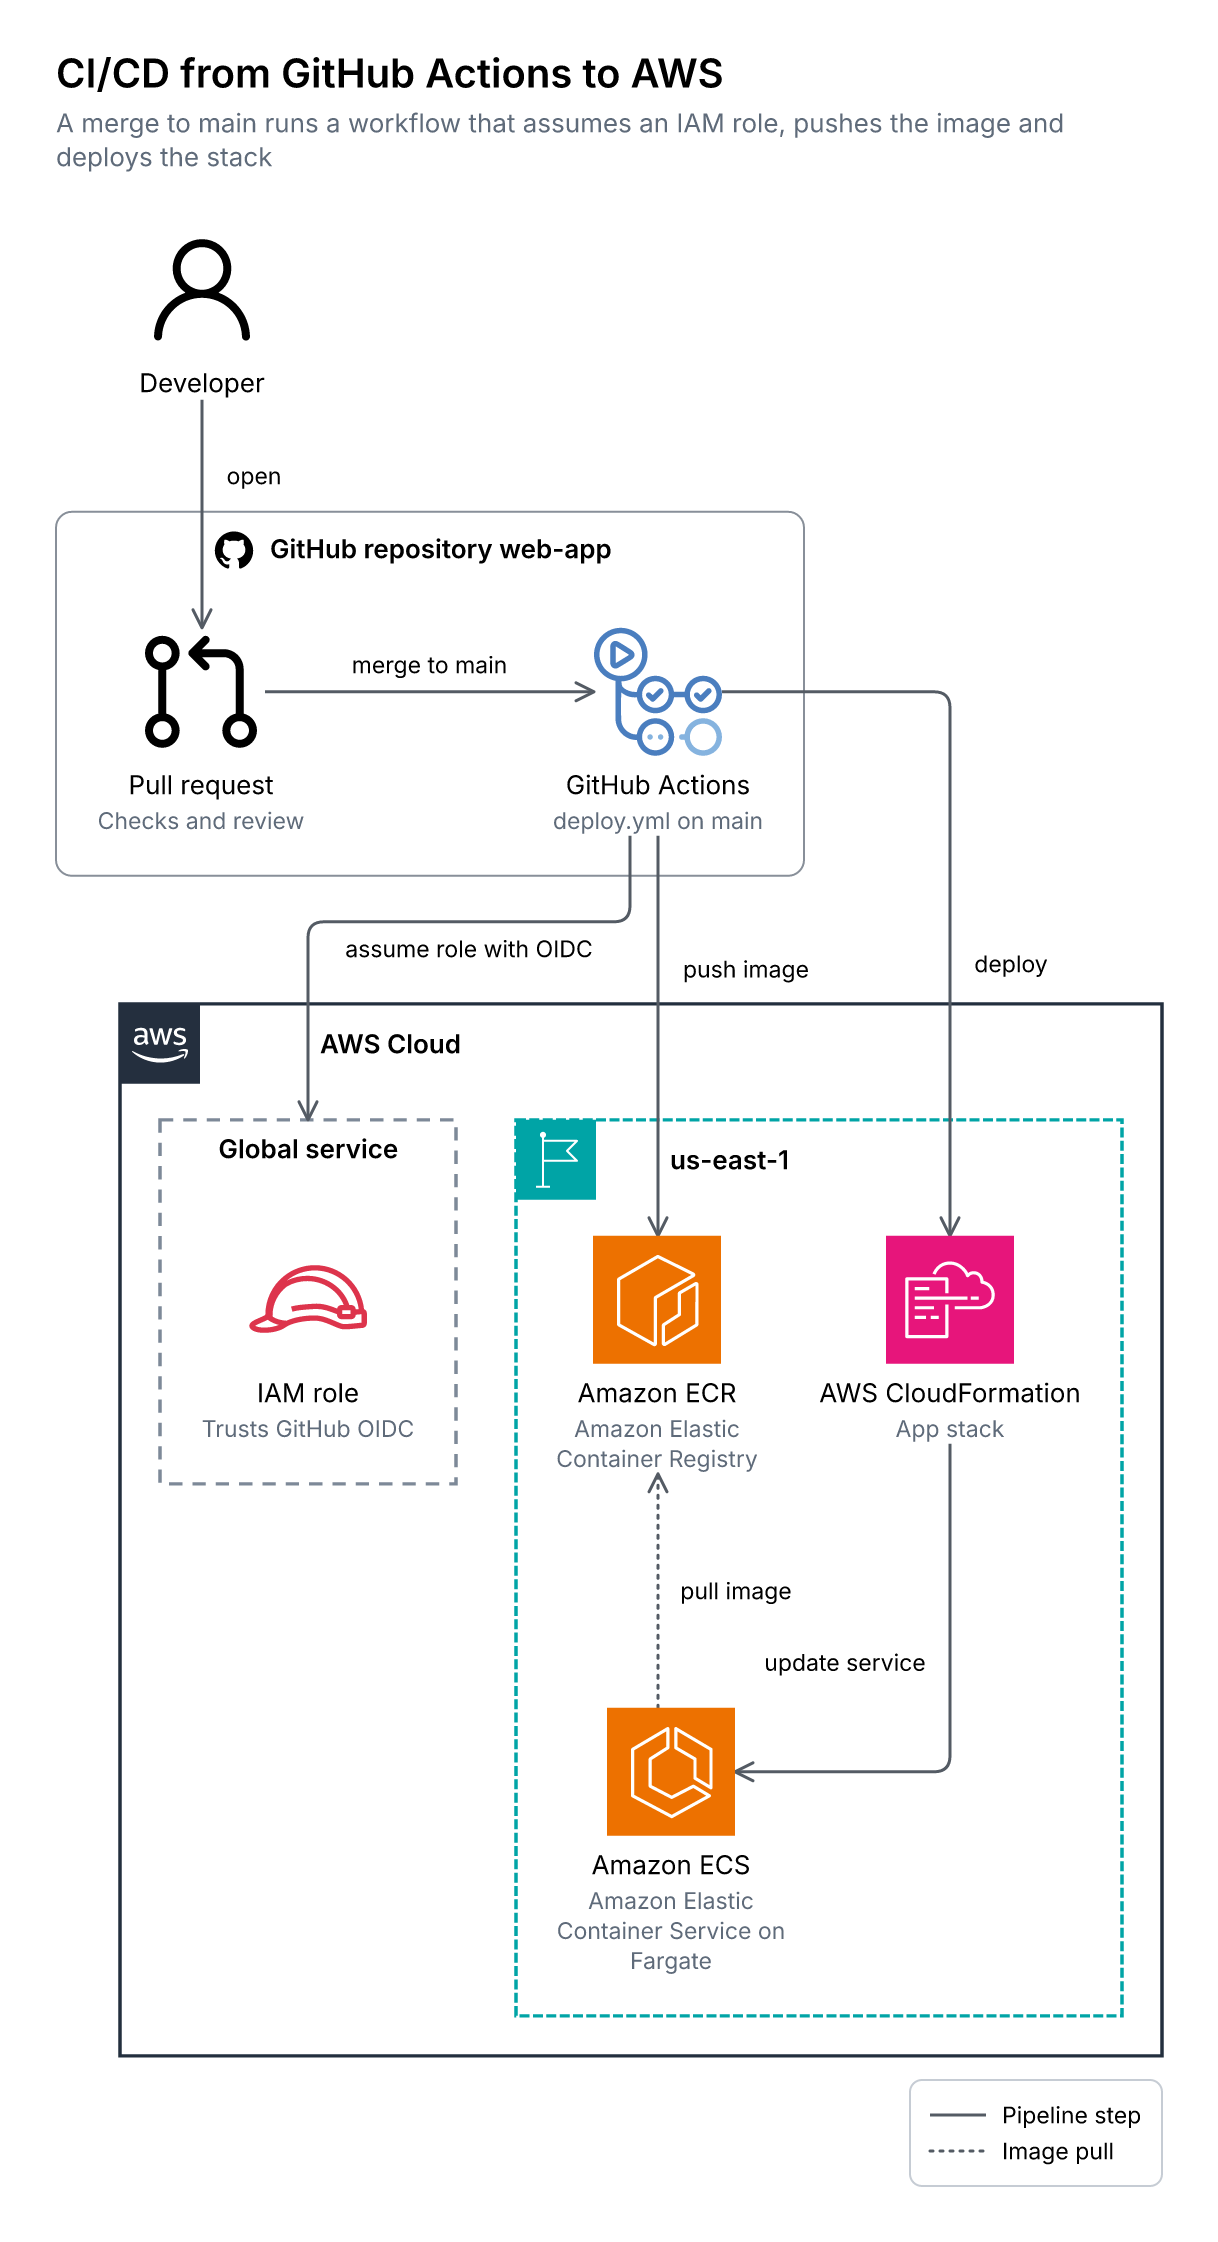 CI/CD from GitHub Actions to AWS
A merge to main runs a workflow that assumes an IAM role, pushes the image and
deploys the stack
Developer
open
GitHub repository web-app
merge to main
Pull request
Checks and review
GitHub Actions
deploy.yml on main
assume role with OIDC
push image
deploy
aws
AWS Cloud
Global service
us-east-1
IAM role
Trusts GitHub OIDC
Amazon ECR
Amazon Elastic
Container Registry
AWS CloudFormation
App stack
pull image
update service
Amazon ECS
Amazon Elastic
Container Service on
Fargate
Pipeline step
Image pull